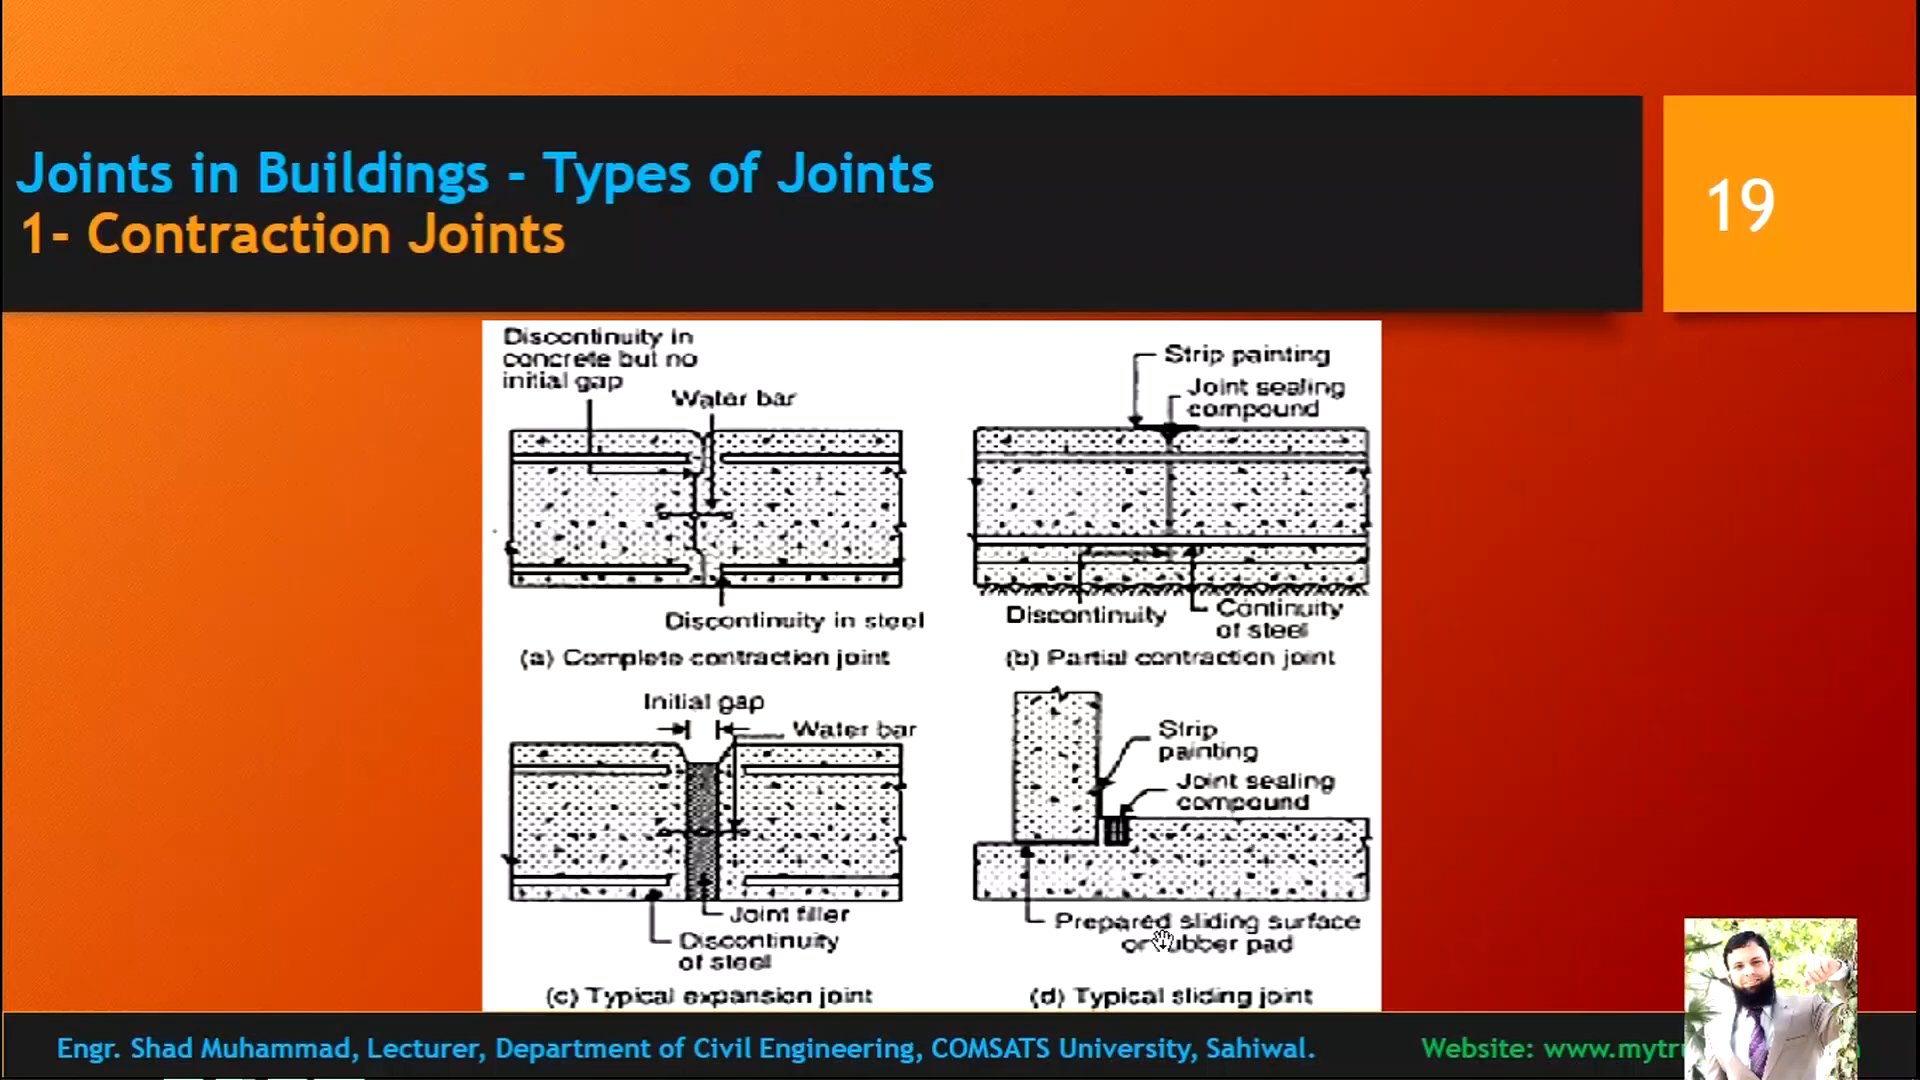 Joints in Buildings - Types of Joints
1- Contraction Joints
19
Discontinuity in
concrete but no
initial gap
Water bar
Discontinuity in steel
(a) Complete contraction joint
Strip painting
Joint sealing
compound
Discontinuity
Continuity
of steel
(b) Partial contraction joint
Initial gap
Water bar
Joint filler
Discontinuity
of steel
(c) Typical expansion joint
Strip
painting
Joint sealing
compound
Prepared sliding surface
or rubber pad
(d) Typical sliding joint
Engr. Shad Muhammad, Lecturer, Department of Civil Engineering, COMSATS University, Sahiwal.
Website: